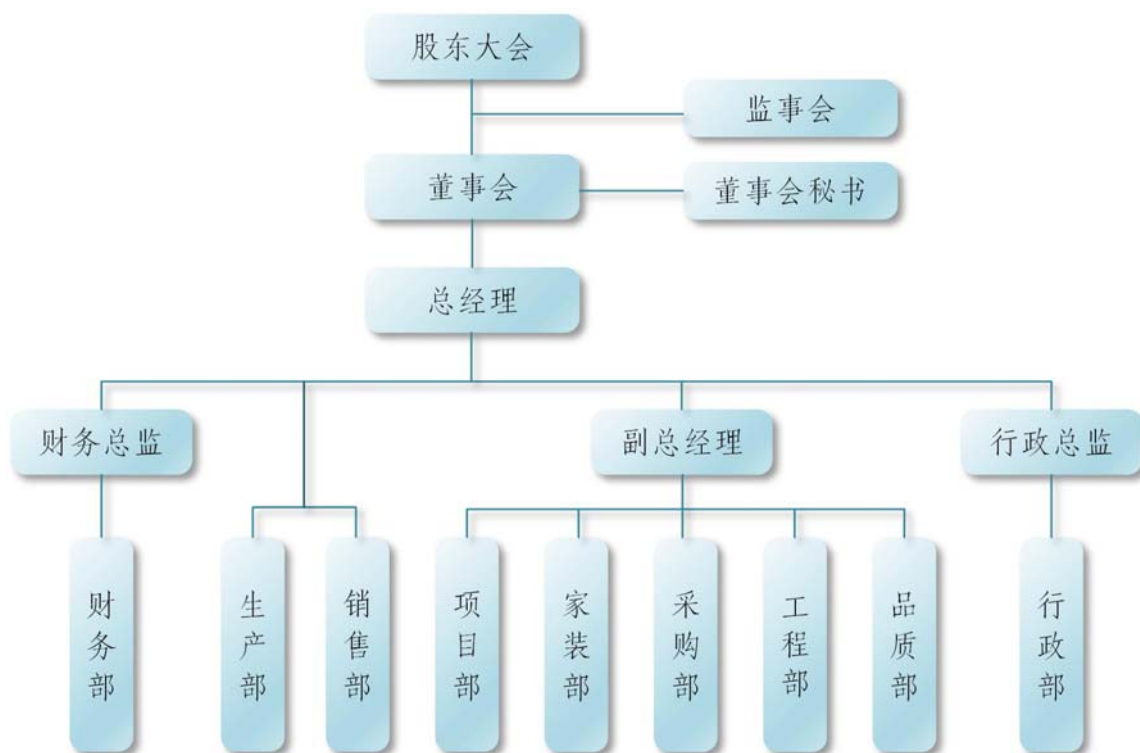 股东大会
监事会
董事会
董事会秘书
总经理
财务总监
副总经理
行政总监
财务部
生产部
销售部
项目部
家装部
采购部
工程部
品质部
行政部